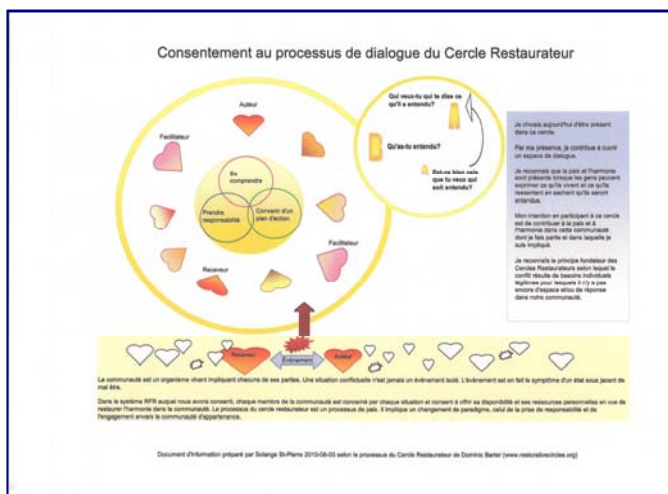 Consentement au processus de dialogue du Cercle Restaurateur
Auteur
Facilitateur
Se
comprendre
Prendre
responsabilité
Convenir d'un
plan d'action
Facilitateur
Receveur
Qui veux-tu qui te dise ce
qu'il a entendu?
Qu'as-tu entendu?
Est-ce bien cela
que tu veux qui
soit entendu?
Je choisis aujourd'hui d'être présent
dans ce cercle.
Par ma présence, je contribue à ouvrir
un espace de dialogue.
Je reconnais que la paix et l'harmonie
sont présente lorsque les gens peuvent
exprimer ce qu'ils vivent et ce qu'ils
ressentent en sachant qu'ils seront
entendus.
Mon intention en participant à ce cercle
est de contribuer à la paix et à
l'harmonie dans cette communauté
dont je fais partie et dans laquelle je
suis impliqué.
Je reconnais le principe fondateur des
Cercles Restaurateurs selon lequel le
conflit résulte de besoins individuels
légitimes pour lesquels il n'y a pas
encore d'espace et/ou de réponse
dans notre communauté.
Receveur
Évènement
Auteur
La communauté est un organisme vivant impliquant chacune de ses parties. Une situation conflictuelle n'est jamais un évènement isolé. L'évènement est en fait le symptôme d'un état sous jacent de
mal être.
Dans le système RFR auquel nous avons consenti, chaque membre de la communauté est concerné par chaque situation et consent à offrir sa disponibilité et ses ressources personnelles en vue de
restaurer l'harmonie dans la communauté. Le processus du cercle restaurateur est un processus de paix. Il implique un changement de paradigme, celui de la prise de responsabilité et de
l'engagement envers la communauté d'appartenance.
Document d'information préparé par Solange St-Pierre 2010-06-03 selon le processus du Cercle Restaurateur de Dominic Barter (www.restorativecircles.org)